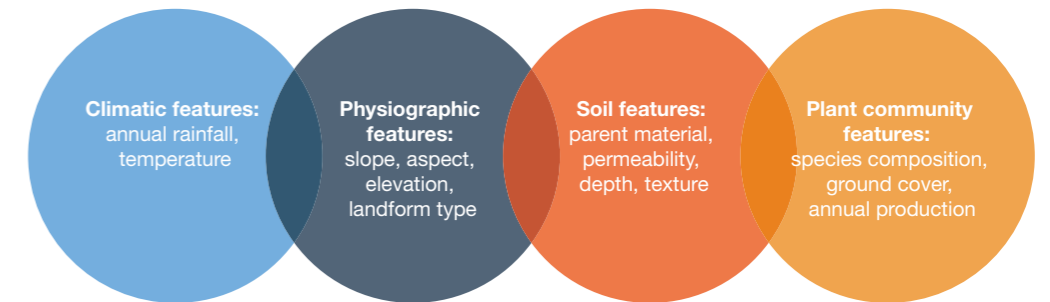 Climatic features:
annual rainfall,
temperature
Physiographic
features:
slope, aspect,
elevation,
landform type
Soil features:
parent material,
permeability,
depth, texture
Plant community
features:
species composition,
ground cover,
annual production